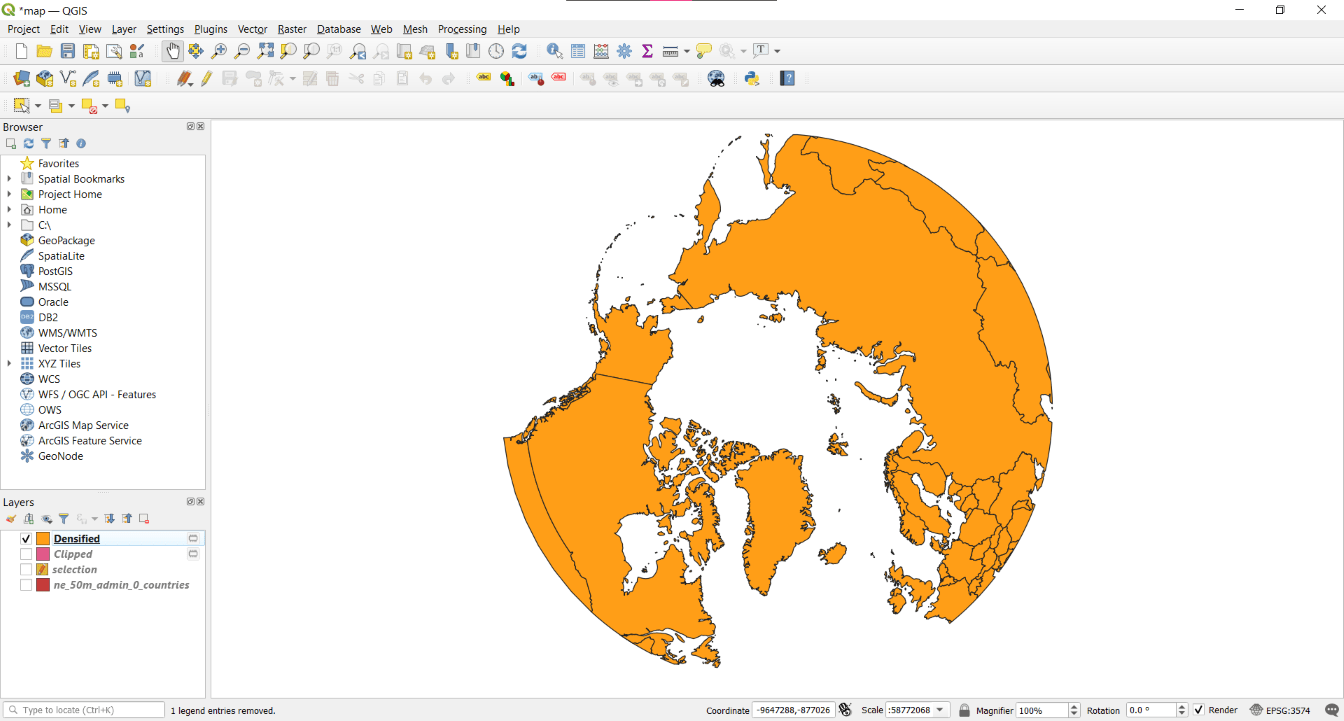 *map — QGIS
Project Edit View Layer Settings Plugins Vector Raster Database Web Mesh Processing Help
Browser
Favorites
Spatial Bookmarks
Project Home
Home
C:\
GeoPackage
SpatiaLite
PostGIS
MSSQL
Oracle
DB2
WMS/WMTS
Vector Tiles
XYZ Tiles
WCS
WFS / OGC API - Features
OWS
ArcGIS Map Service
ArcGIS Feature Service
GeoNode
Layers
Densified
Clipped
selection
ne_50m_admin_0_countries
Type to locate (Ctrl+K) 1 legend entries removed. Coordinate -9647288,-877026 Scale :58772068 Magnifier 100% Rotation 0.0 ° Render EPSG:3574